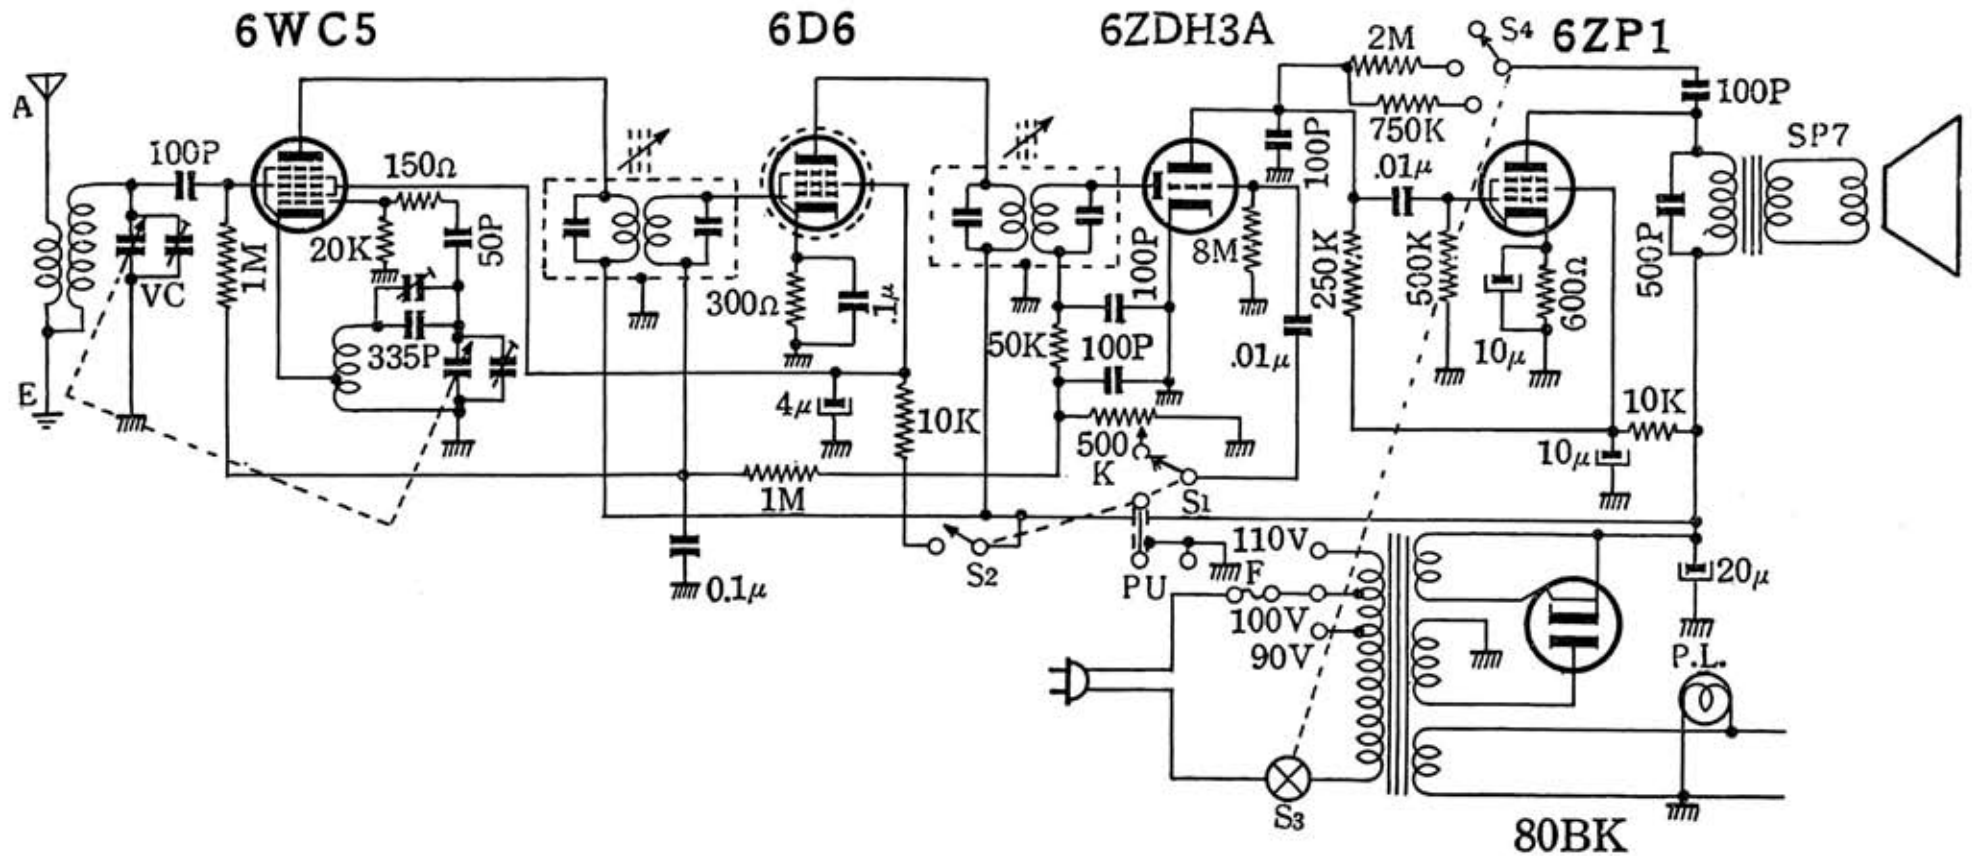 6WC5
6D6
6ZDH3A
6ZP1
2M
S4
A
100P
750K
100P
SP7
100P
150Ω
.01μ
20K
50P
1M
VC
300Ω
.1μ
100P
8M
250K
500K
600Ω
500P
335P
50K
100P
.01μ
10μ
E
4μ
10K
500
K
10K
10μ
1M
S1
0.1μ
S2
PU
110V
F
100V
90V
20μ
P.L.
S3
80BK